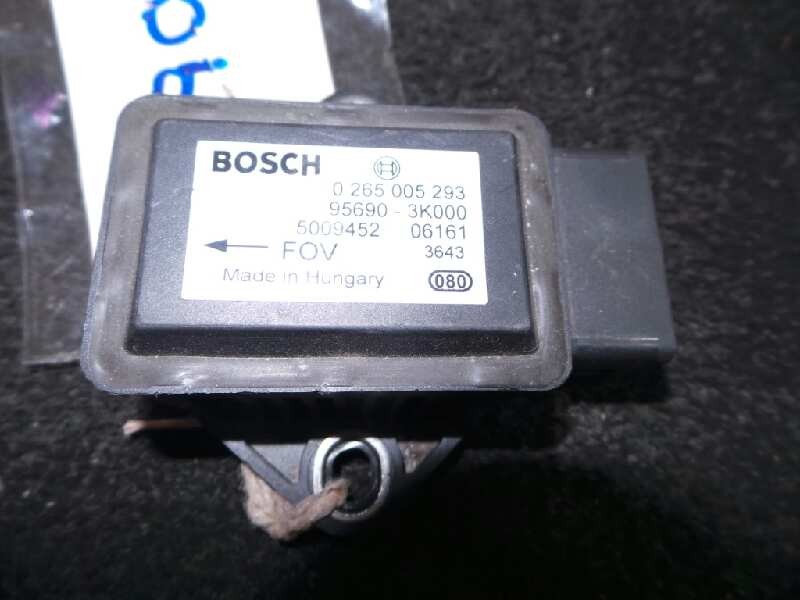 BOSCH
0 265 005 293
95690 - 3K000
5009452 06161
FOV 3643
Made in Hungary 080